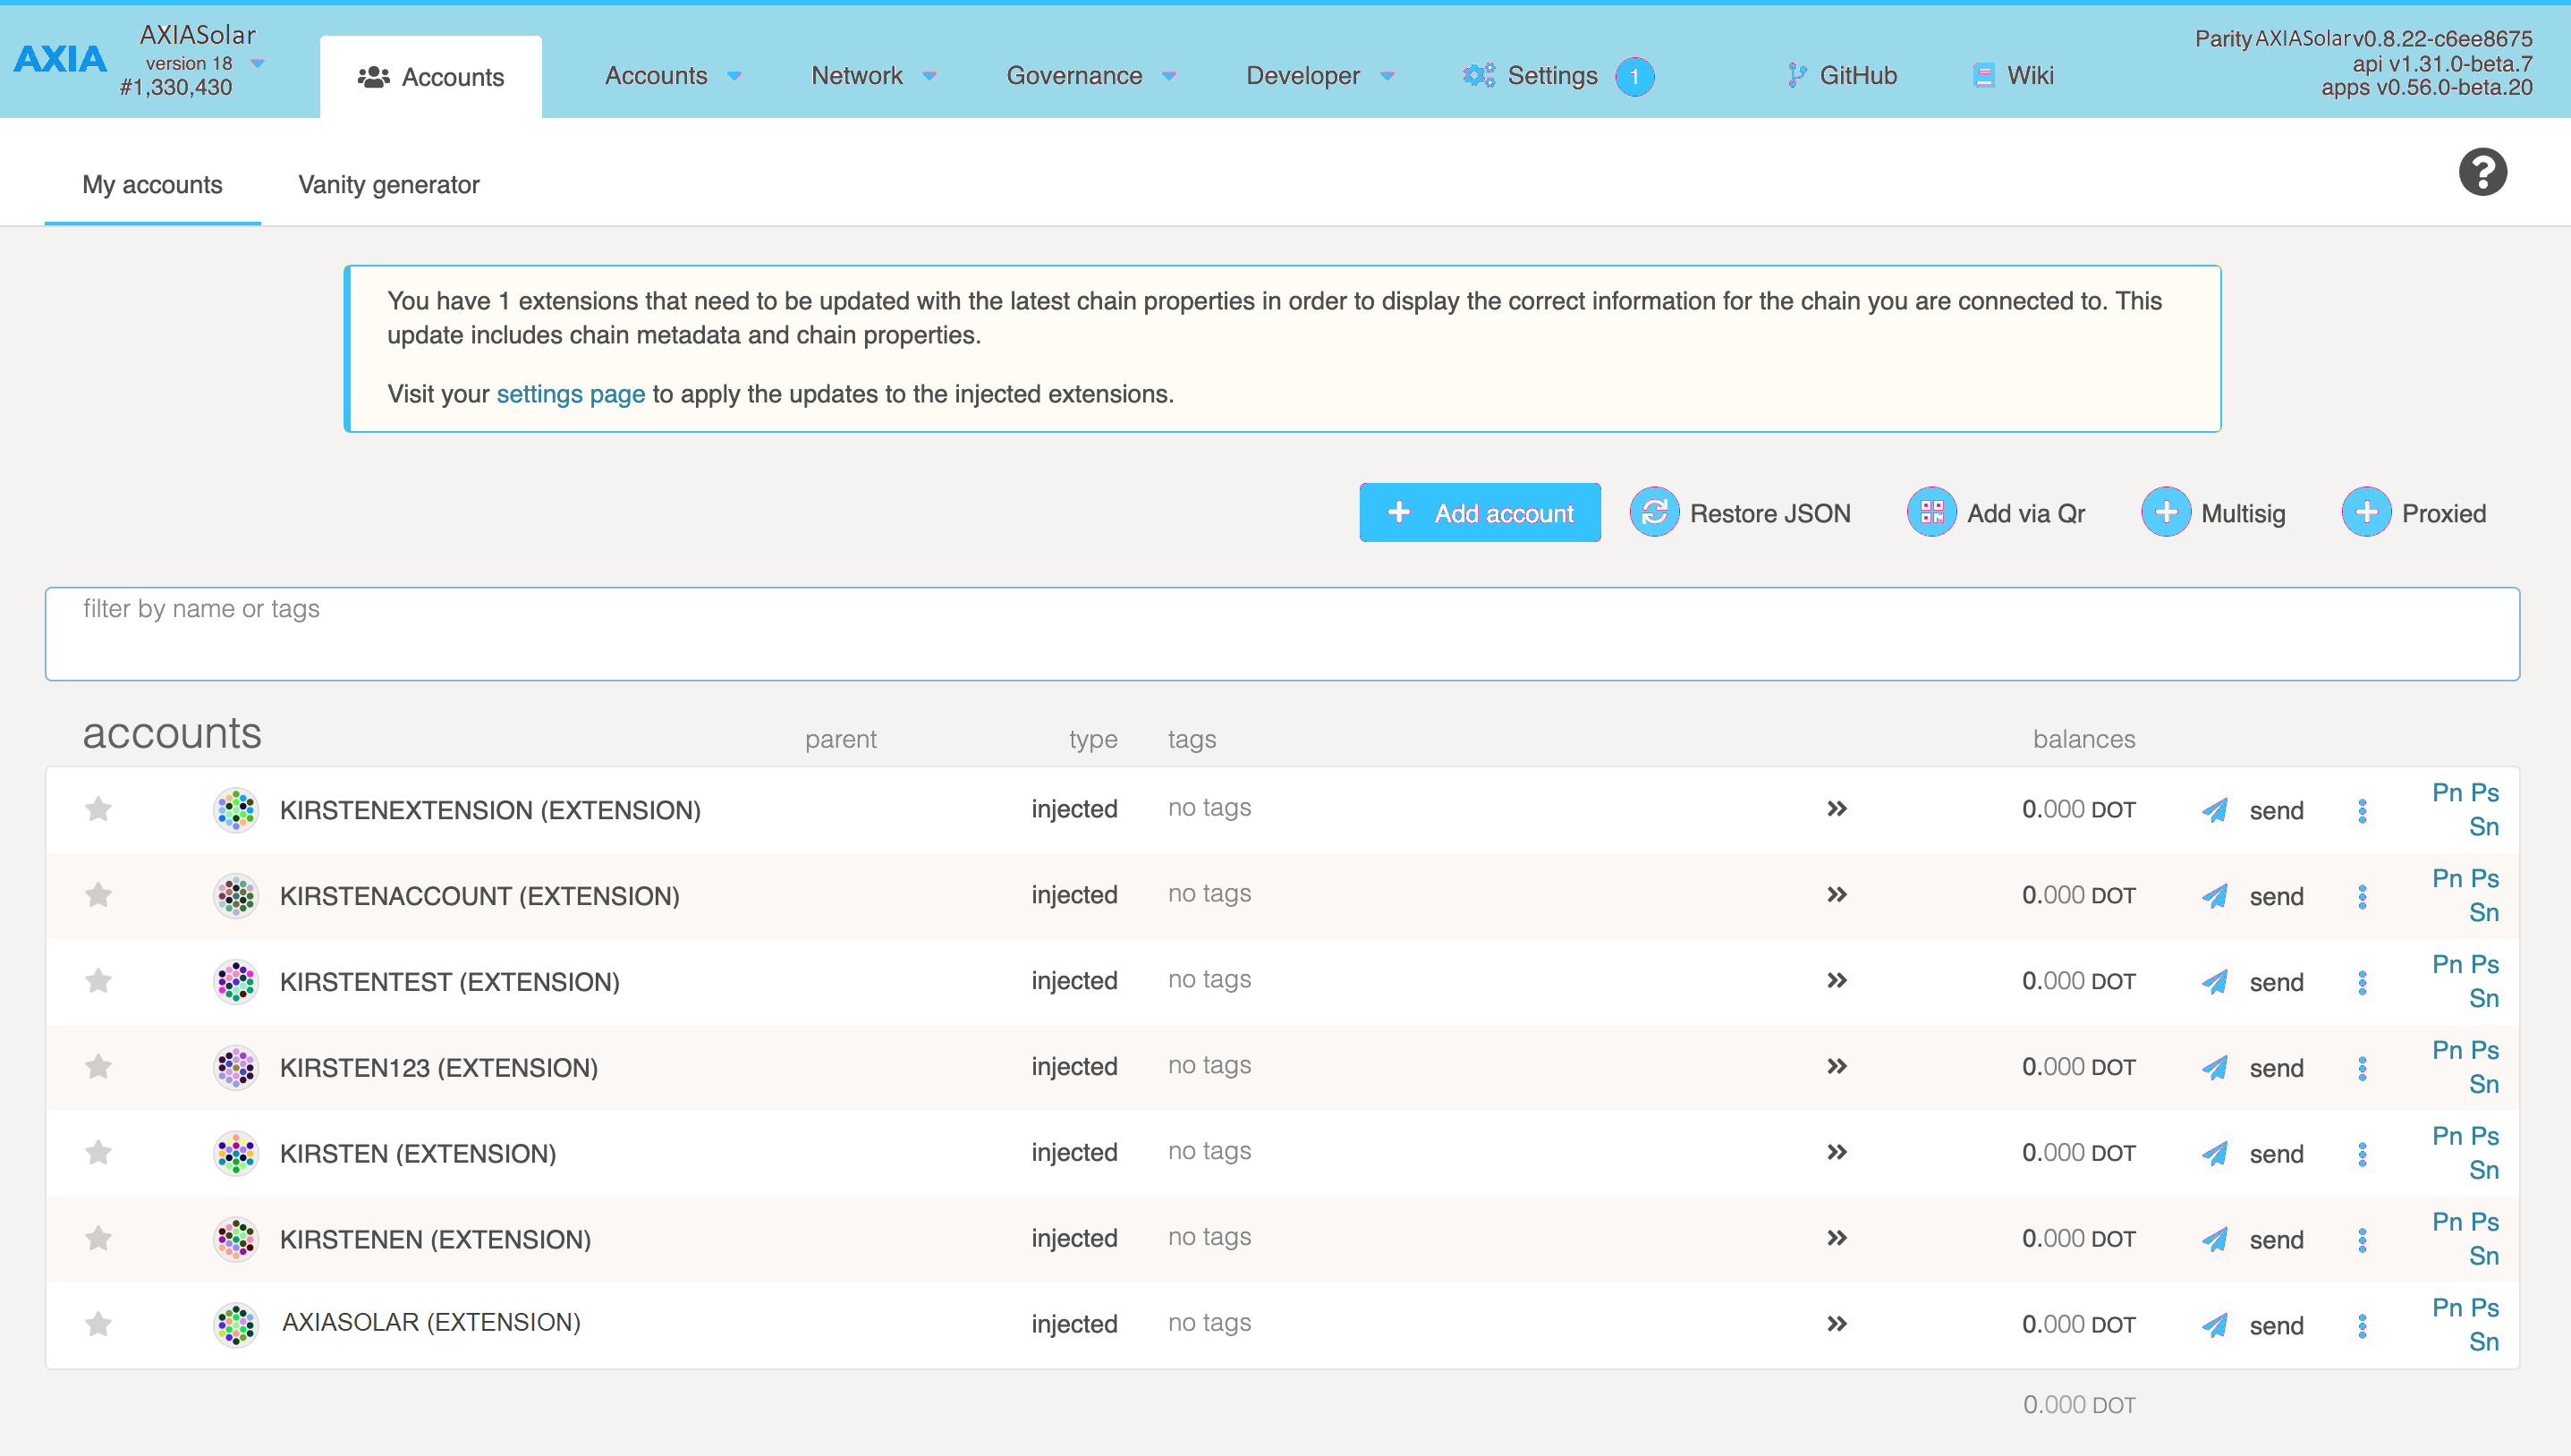 AXIA
AXIASolar
version 18
#1,330,430
Accounts
Accounts
Network
Governance
Developer
Settings
1
GitHub
Wiki
Parity AXIASolar v0.8.22-c6ee8675
api v1.31.0-beta.7
apps v0.56.0-beta.20
My accounts
Vanity generator
?
You have 1 extensions that need to be updated with the latest chain properties in order to display the correct information for the chain you are connected to. This
update includes chain metadata and chain properties.
Visit your settings page to apply the updates to the injected extensions.
Add account
Restore JSON
Add via Qr
Multisig
Proxied
filter by name or tags
accounts parent type tags balances
KIRSTENEXTENSION (EXTENSION) injected no tags 0.000 DOT send Pn Ps
Sn
KIRSTENACCOUNT (EXTENSION) injected no tags 0.000 DOT send Pn Ps
Sn
KIRSTENTEST (EXTENSION) injected no tags 0.000 DOT send Pn Ps
Sn
KIRSTEN123 (EXTENSION) injected no tags 0.000 DOT send Pn Ps
Sn
KIRSTEN (EXTENSION) injected no tags 0.000 DOT send Pn Ps
Sn
KIRSTENEN (EXTENSION) injected no tags 0.000 DOT send Pn Ps
Sn
AXIASOLAR (EXTENSION) injected no tags 0.000 DOT send Pn Ps
Sn
0.000 DOT